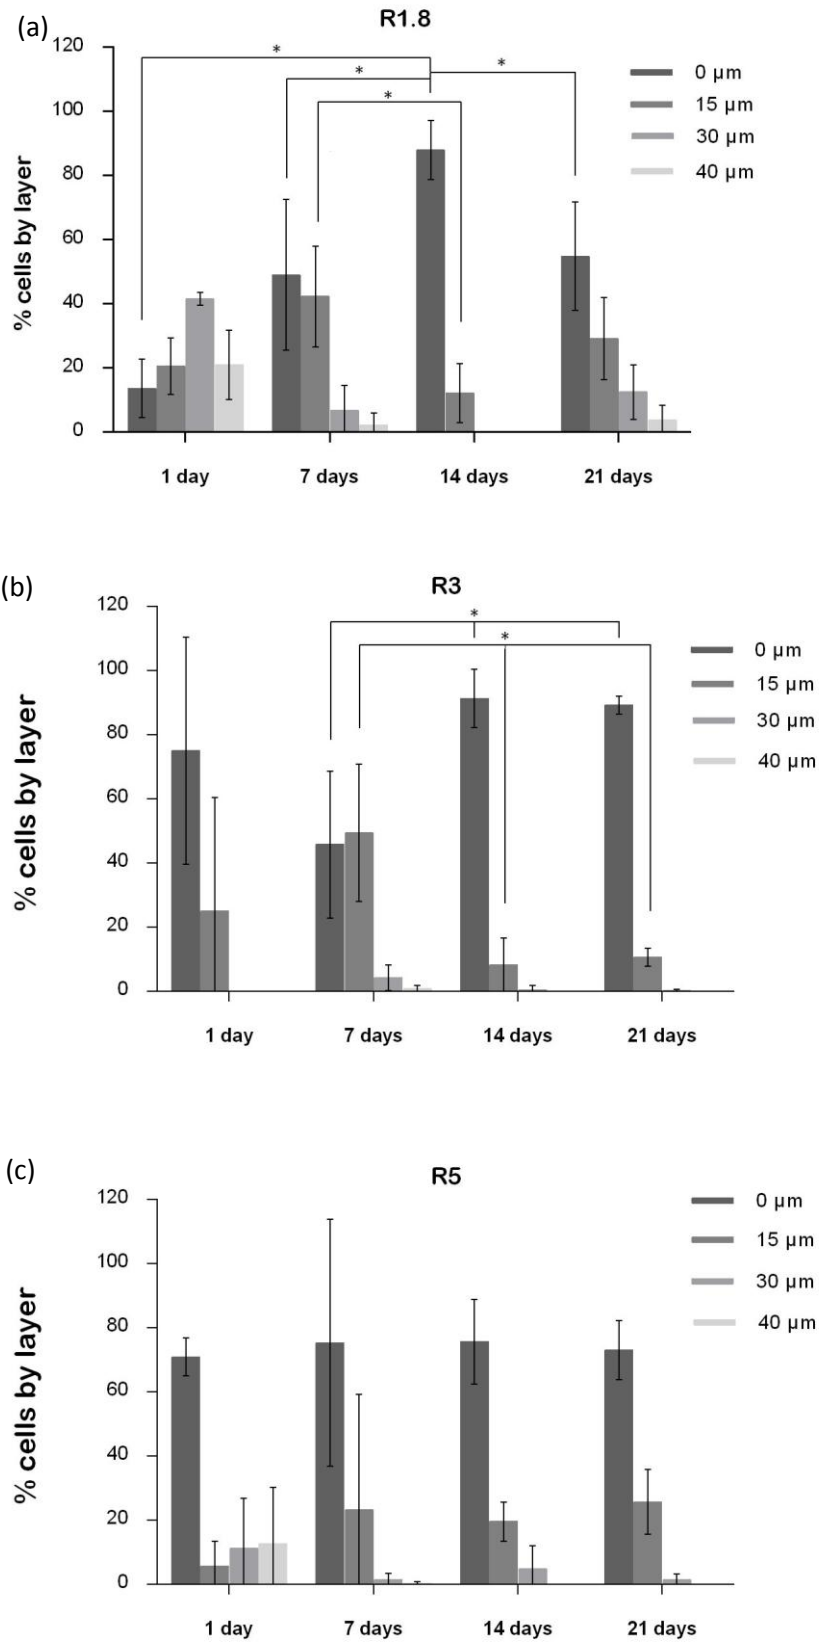 (a)
R1.8
% cells by layer
120
100
80
60
40
20
0
*
*
*
*
0 µm
15 µm
30 µm
40 µm
1 day 7 days 14 days 21 days
(b)
R3
% cells by layer
120
100
80
60
40
20
0
*
*
0 µm
15 µm
30 µm
40 µm
1 day 7 days 14 days 21 days
(c)
R5
% cells by layer
120
100
80
60
40
20
0
0 µm
15 µm
30 µm
40 µm
1 day 7 days 14 days 21 days